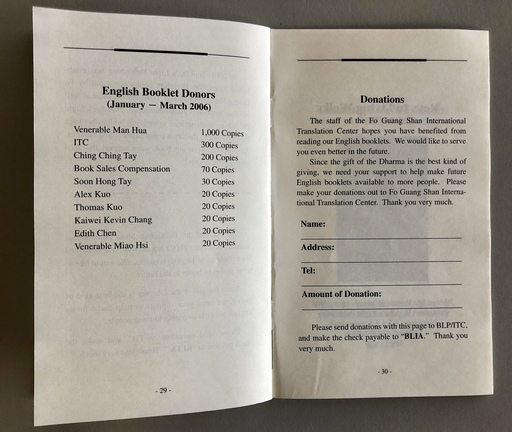 English Booklet Donors
(January — March 2006)
Venerable Man Hua 1,000 Copies
ITC 300 Copies
Ching Ching Tay 200 Copies
Book Sales Compensation 70 Copies
Soon Hong Tay 30 Copies
Alex Kuo 20 Copies
Thomas Kuo 20 Copies
Kaiwei Kevin Chang 20 Copies
Edith Chen 20 Copies
Venerable Miao Hsi 20 Copies
- 29 -
Donations
The staff of the Fo Guang Shan International
Translation Center hopes you have benefited from
reading our English booklets. We would like to serve
you even better in the future.
Since the gift of the Dharma is the best kind of
giving, we need your support to help make future
English booklets available to more people. Please
make your donations out to Fo Guang Shan Interna-
tional Translation Center. Thank you very much.
Name:
Address:
Tel:
Amount of Donation:
Please send donations with this page to BLP/ITC,
and make the check payable to "BLIA." Thank you
very much.
- 30 -